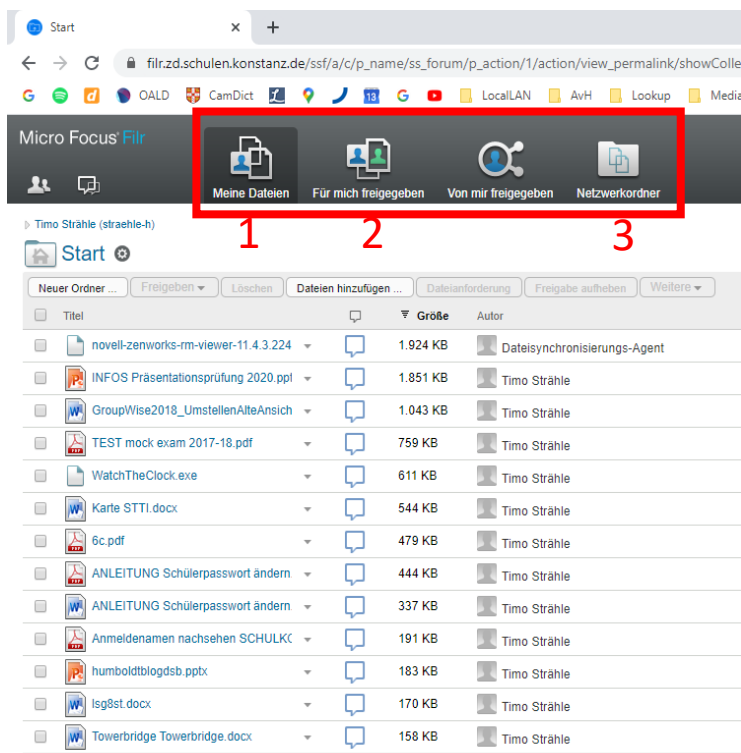 Start
filr.zd.schulen.konstanz.de/ssf/a/c/p_name/ss_forum/p_action/1/action/view_permalink/showColle
OALD CamDict LocalLAN AvH Lookup Media
Micro Focus® Filr
Meine Dateien Für mich freigegeben Von mir freigegeben Netzwerkordner
1 2 3
Timo Strähle (straehle-h)
Start
Neuer Ordner ... Freigeben Löschen Dateien hinzufügen ... Dateianforderung Freigabe aufheben Weitere
Titel Größe Autor
novell-zenworks-rm-viewer-11.4.3.224 1.924 KB Dateisynchronisierungs-Agent
INFOS Präsentationsprüfung 2020.ppt 1.851 KB Timo Strähle
GroupWise2018_UmstellenAlteAnsich 1.043 KB Timo Strähle
TEST mock exam 2017-18.pdf 759 KB Timo Strähle
WatchTheClock.exe 611 KB Timo Strähle
Karte STTI.docx 544 KB Timo Strähle
6c.pdf 479 KB Timo Strähle
ANLEITUNG Schülerpasswort ändern. 444 KB Timo Strähle
ANLEITUNG Schülerpasswort ändern. 337 KB Timo Strähle
Anmeldenamen nachsehen SCHULKO 191 KB Timo Strähle
humboldtblogdsb.pptx 183 KB Timo Strähle
lsg8st.docx 170 KB Timo Strähle
Towerbridge Towerbridge.docx 158 KB Timo Strähle